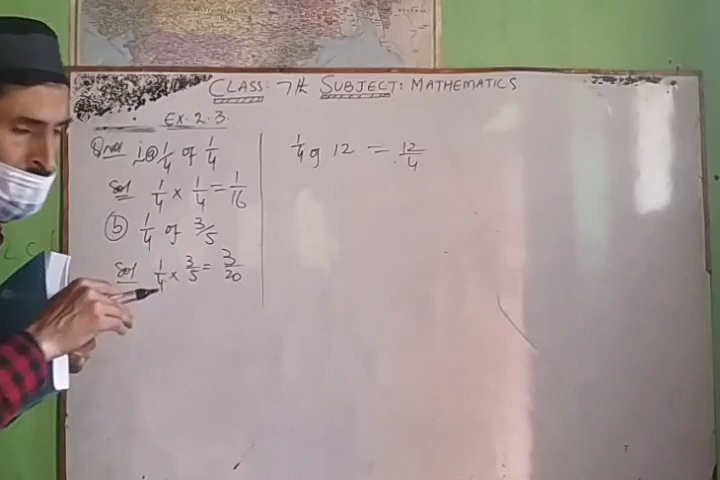 CLASS: 7th SUBJECT: MATHEMATICS
Ex. 2.3.
i @ 1/4 of 1/4
Sol 1/4 × 1/4 = 1/16
(b) 1/4 of 3/5
Sol 1/4 × 3/5 = 3/20
1/4 of 12 = 12/4